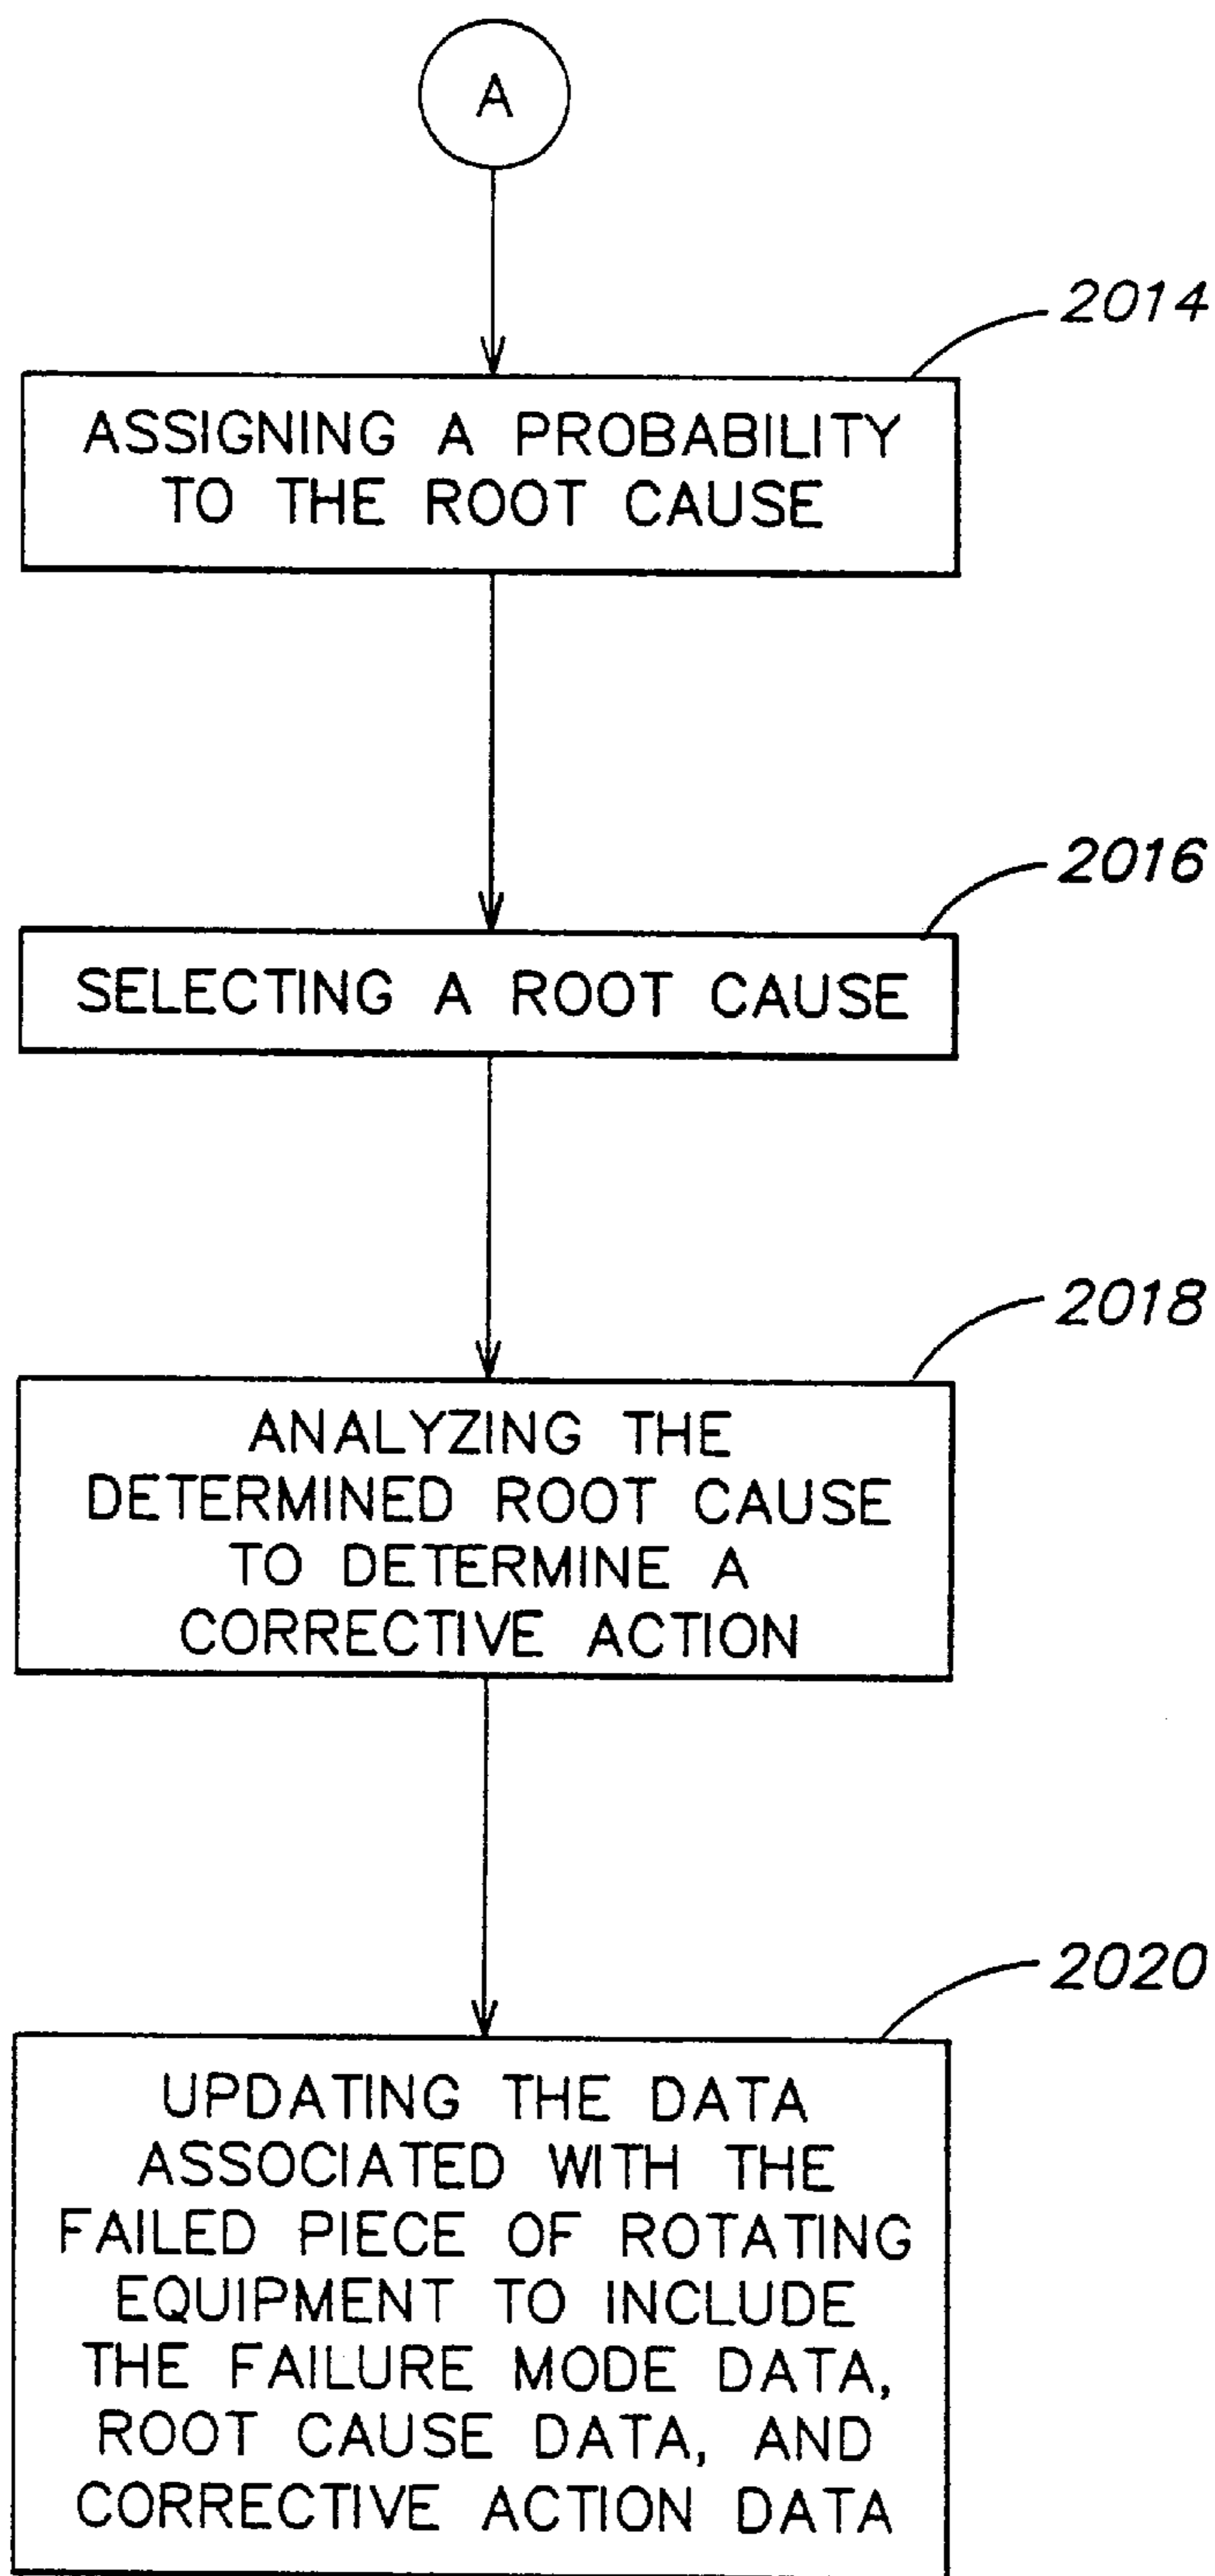 A
2014
ASSIGNING A PROBABILITY
TO THE ROOT CAUSE
2016
SELECTING A ROOT CAUSE
2018
ANALYZING THE
DETERMINED ROOT CAUSE
TO DETERMINE A
CORRECTIVE ACTION
2020
UPDATING THE DATA
ASSOCIATED WITH THE
FAILED PIECE OF ROTATING
EQUIPMENT TO INCLUDE
THE FAILURE MODE DATA,
ROOT CAUSE DATA, AND
CORRECTIVE ACTION DATA